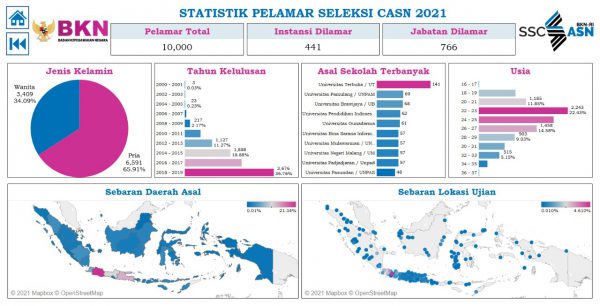 STATISTIK PELAMAR SELEKSI CASN 2021
BKN
BADAN KEPEGAWAIAN NEGARA
Pelamar Total
10,000
Instansi Dilamar
441
Jabatan Dilamar
766
BKN-RI
SSC ASN
Jenis Kelamin
Wanita
3,409
34.09%
Pria
6,591
65.91%
Tahun Kelulusan
2000 - 2001
3
0.03%
2002 - 2003
2004 - 2005
23
0.23%
2006 - 2007
2008 - 2009
217
2.17%
2010 - 2011
2012 - 2013
1,127
11.27%
2014 - 2015
1,888
18.88%
2016 - 2017
2018 - 2019
3,676
36.76%
Asal Sekolah Terbanyak
Universitas Terbuka / UT
141
Universitas Pamulang / UNPAM
69
Universitas Brawijaya / UB
68
Universitas Pendidikan Indones..
62
Universitas Gunadarma
61
Universitas Bina Sarana Inform..
57
Universitas Muhammadiyah / UN..
57
Universitas Negeri Malang / UM
57
Universitas Padjadjaran / Unpad
57
Universitas Pasundan / UNPAS
48
Usia
16 - 17
18 - 19
20 - 21
1,185
11.85%
22 - 23
2,243
22.43%
24 - 25
26 - 27
1,458
14.58%
28 - 29
903
9.03%
30 - 31
32 - 33
515
5.15%
34 - 35
36 - 37
Sebaran Daerah Asal
0.01%
21.34%
© 2021 Mapbox © OpenStreetMap
Sebaran Lokasi Ujian
0.010%
4.610%
© 2021 Mapbox © OpenStreetMap